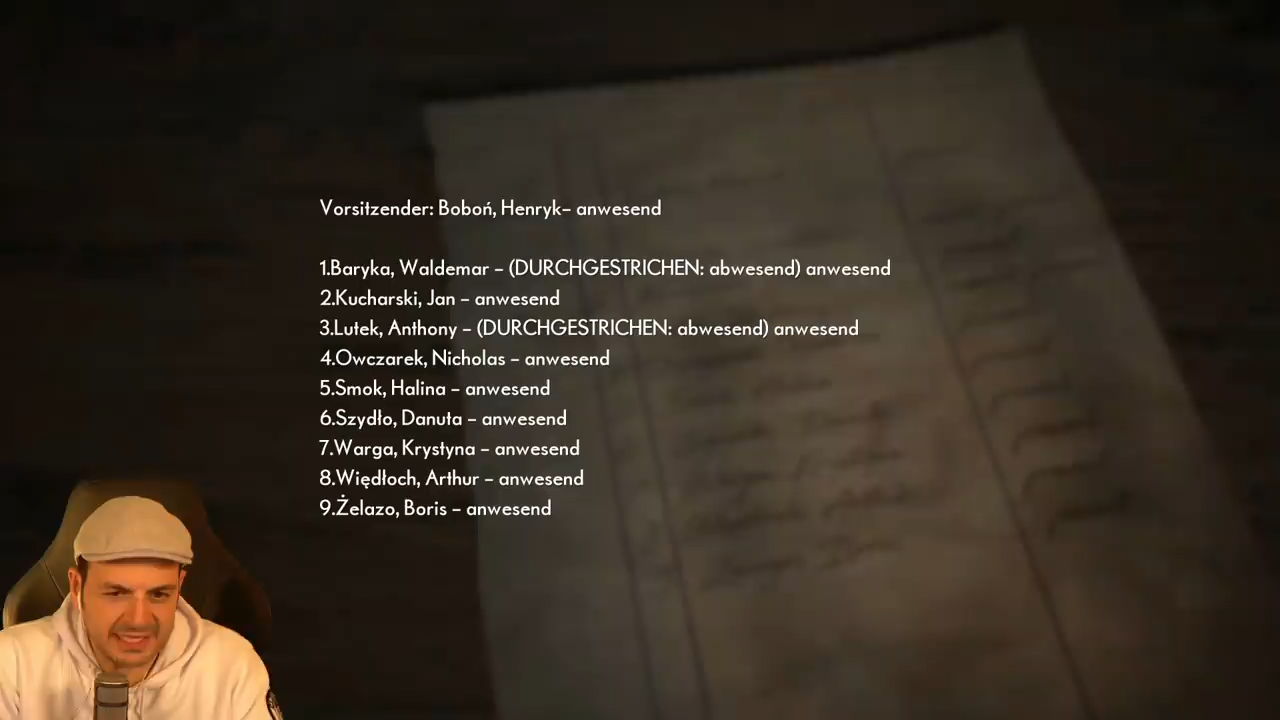 Vorsitzender: Boboń, Henryk– anwesend
1.Baryka, Waldemar – (DURCHGESTRICHEN: abwesend) anwesend
2.Kucharski, Jan – anwesend
3.Lutek, Anthony – (DURCHGESTRICHEN: abwesend) anwesend
4.Owczarek, Nicholas – anwesend
5.Smok, Halina – anwesend
6.Szydło, Danuta – anwesend
7.Warga, Krystyna – anwesend
8.Więdłoch, Arthur – anwesend
9.Żelazo, Boris – anwesend